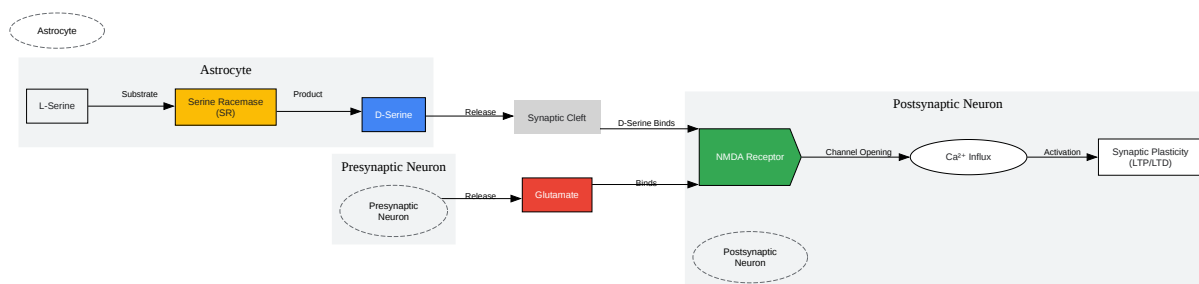 Astrocyte
Astrocyte
L-Serine
Substrate
Serine Racemase
(SR)
Product
D-Serine
Release
Synaptic Cleft
D-Serine Binds
Presynaptic Neuron
Presynaptic
Neuron
Release
Glutamate
Binds
Postsynaptic Neuron
NMDA Receptor
Channel Opening
Ca²⁺ Influx
Activation
Synaptic Plasticity
(LTP/LTD)
Postsynaptic
Neuron